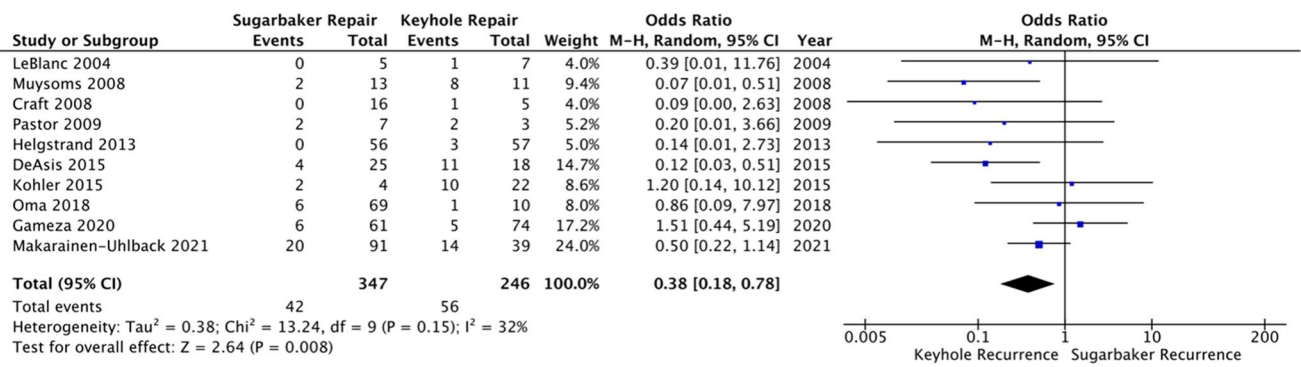 Sugarbaker Repair Keyhole Repair Odds Ratio Odds Ratio
Study or Subgroup Events Total Events Total Weight M-H, Random, 95% CI Year M-H, Random, 95% CI
LeBlanc 2004 0 5 1 7 4.0% 0.39 [0.01, 11.76] 2004
Muysoms 2008 2 13 8 11 9.4% 0.07 [0.01, 0.51] 2008
Craft 2008 0 16 1 5 4.0% 0.09 [0.00, 2.63] 2008
Pastor 2009 2 7 2 3 5.2% 0.20 [0.01, 3.66] 2009
Helgstrand 2013 0 56 3 57 5.0% 0.14 [0.01, 2.73] 2013
DeAsis 2015 4 25 11 18 14.7% 0.12 [0.03, 0.51] 2015
Kohler 2015 2 4 10 22 8.6% 1.20 [0.14, 10.12] 2015
Oma 2018 6 69 1 10 8.0% 0.86 [0.09, 7.97] 2018
Gameza 2020 6 61 5 74 17.2% 1.51 [0.44, 5.19] 2020
Makarainen-Uhlback 2021 20 91 14 39 24.0% 0.50 [0.22, 1.14] 2021
Total (95% CI) 347 246 100.0% 0.38 [0.18, 0.78]
Total events 42 56
Heterogeneity: Tau² = 0.38; Chi² = 13.24, df = 9 (P = 0.15); I² = 32%
Test for overall effect: Z = 2.64 (P = 0.008)
0.005 0.1 1 10 200
Keyhole Recurrence Sugarbaker Recurrence